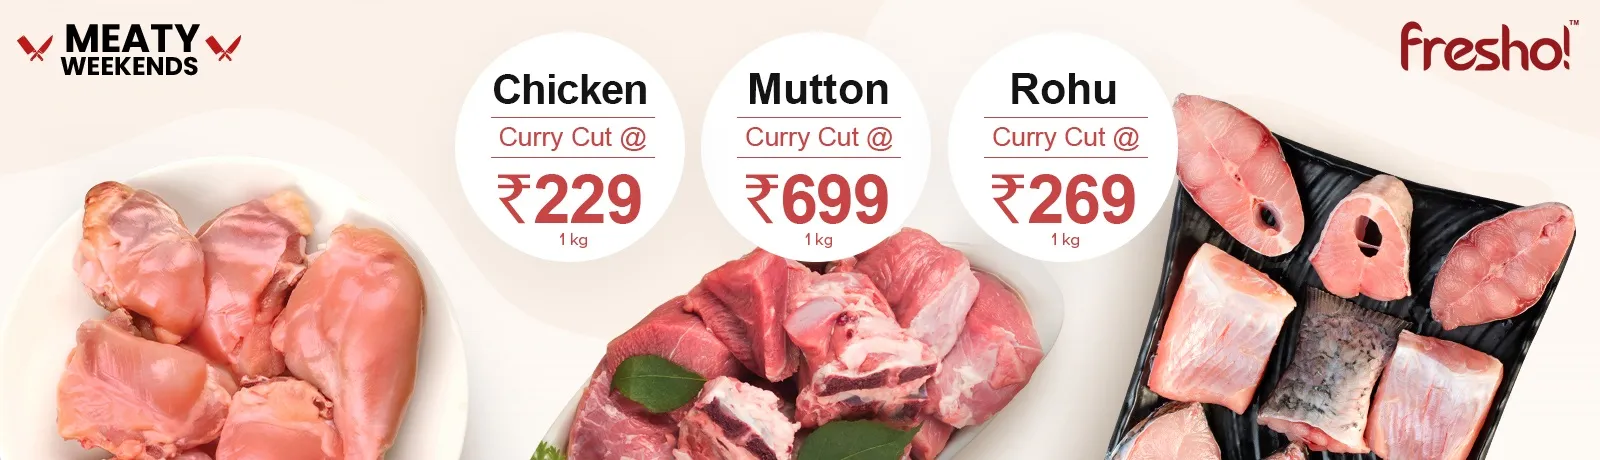 MEATY
WEEKENDS
Chicken
Curry Cut @
₹229
1 kg
Mutton
Curry Cut @
₹699
1 kg
Rohu
Curry Cut @
₹269
1 kg
fresho!™